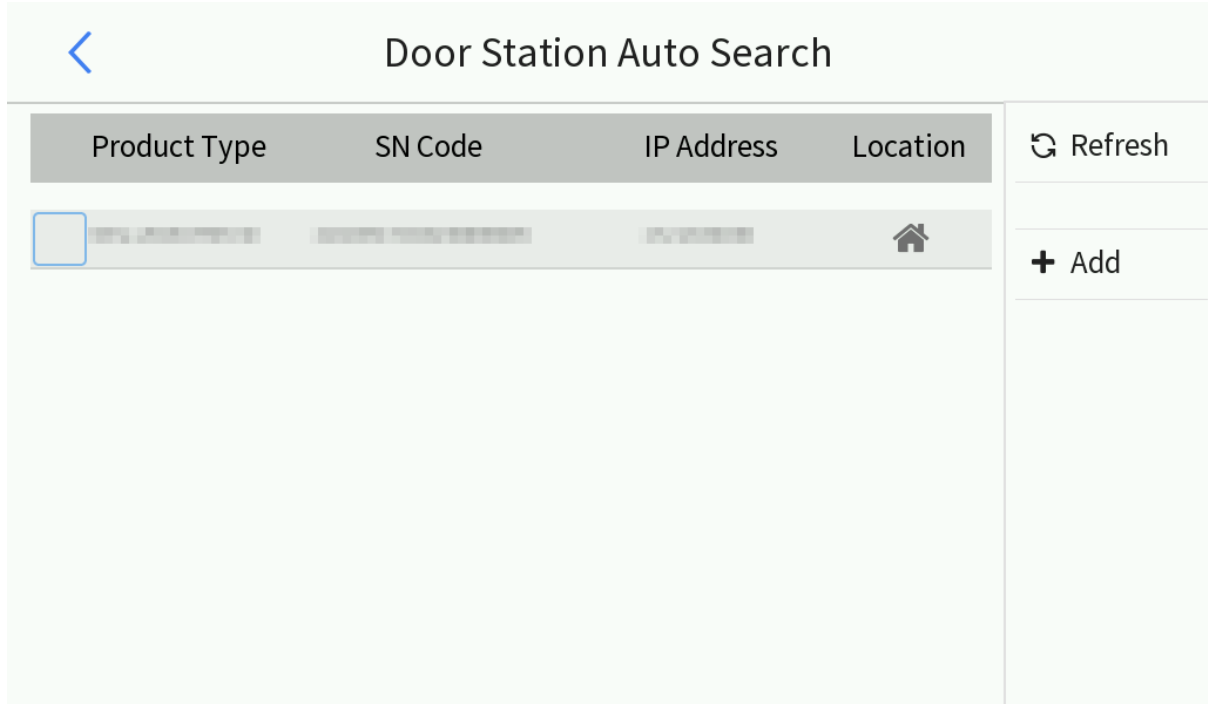 Door Station Auto Search
Product Type SN Code IP Address Location
Refresh
Add